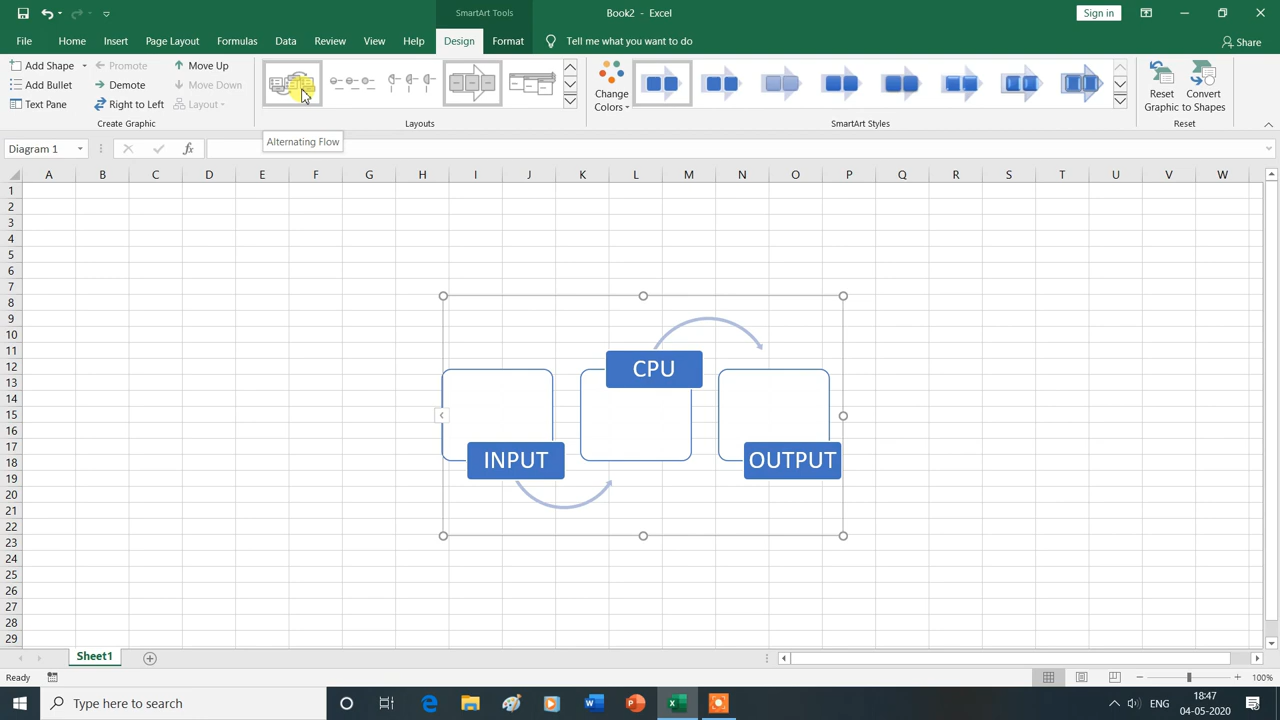 SmartArt Tools
Book2 - Excel
Sign in
File Home Insert Page Layout Formulas Data Review View Help Design Format Tell me what you want to do Share
Add Shape Promote Move Up
Add Bullet Demote Move Down
Text Pane Right to Left Layout
Create Graphic
Layouts
Change
Colors
SmartArt Styles
Reset
Graphic
Convert
to Shapes
Reset
Alternating Flow
Diagram 1 fx
A B C D E F G H I J K L M N O P Q R S T U V W
1
2
3
4
5
6
7
8
9
10
11
12
13
14
15
16
17
18
19
20
21
22
23
24
25
26
27
28
29
CPU
INPUT
OUTPUT
Sheet1
Ready 100%
Type here to search
ENG
18:47
04-05-2020